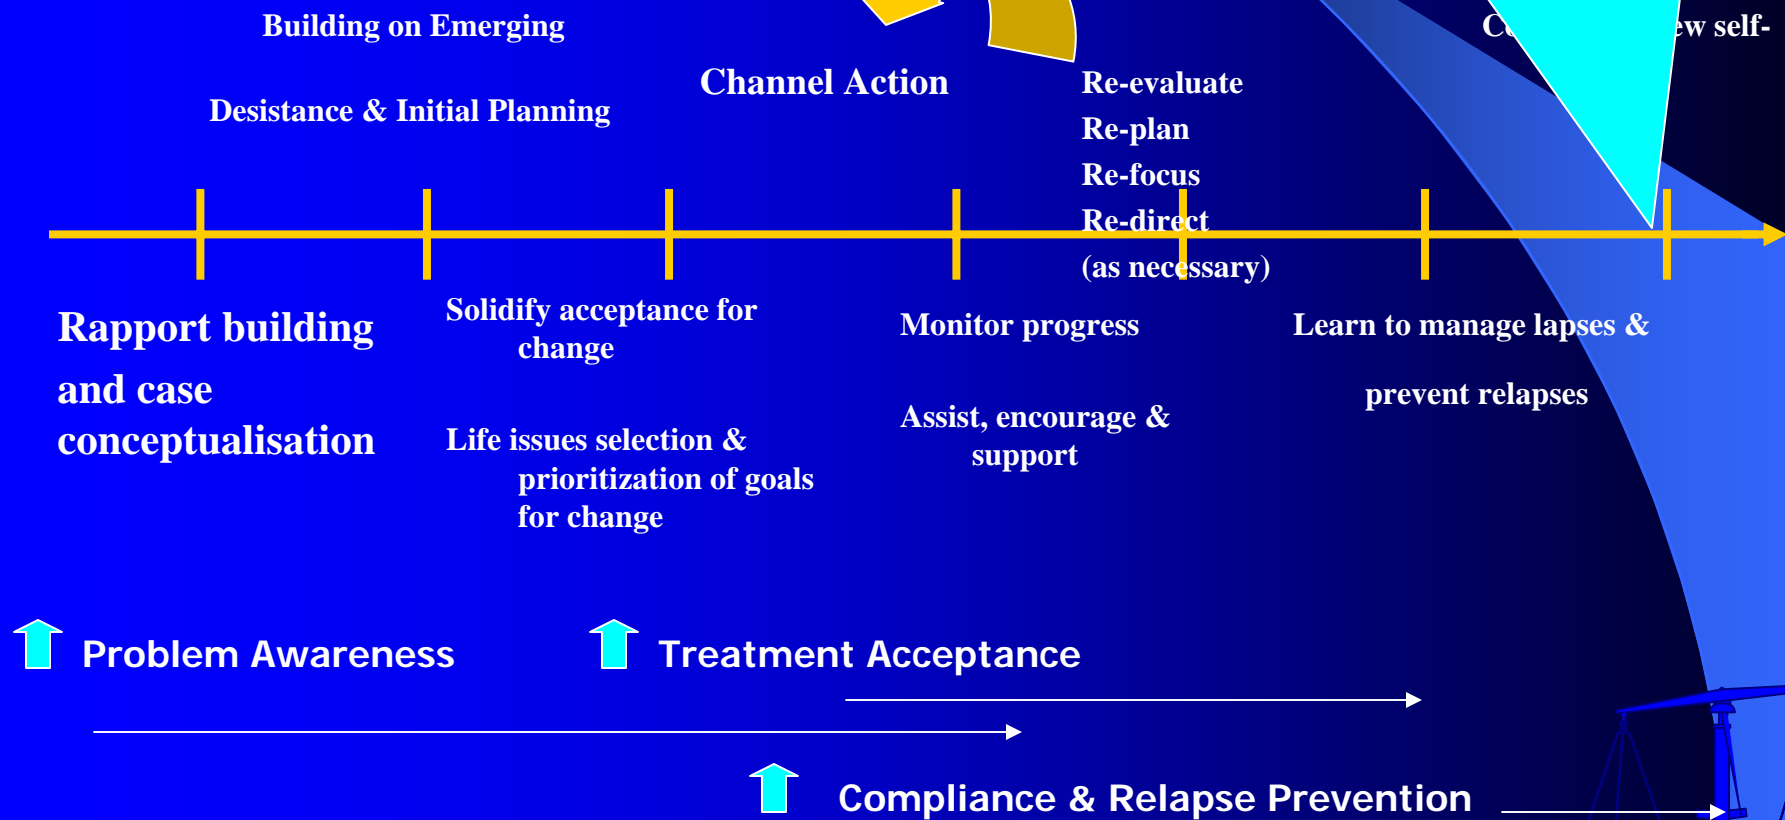 Building on Emerging
Desistance & Initial Planning
Channel Action
Re-evaluate
Re-plan
Re-focus
Re-direct
(as necessary)
self-
Rapport building
and case
conceptualisation
Solidify acceptance for
change
Life issues selection &
prioritization of goals
for change
Monitor progress
Assist, encourage &
support
Learn to manage lapses &
prevent relapses
Problem Awareness
Treatment Acceptance
Compliance & Relapse Prevention